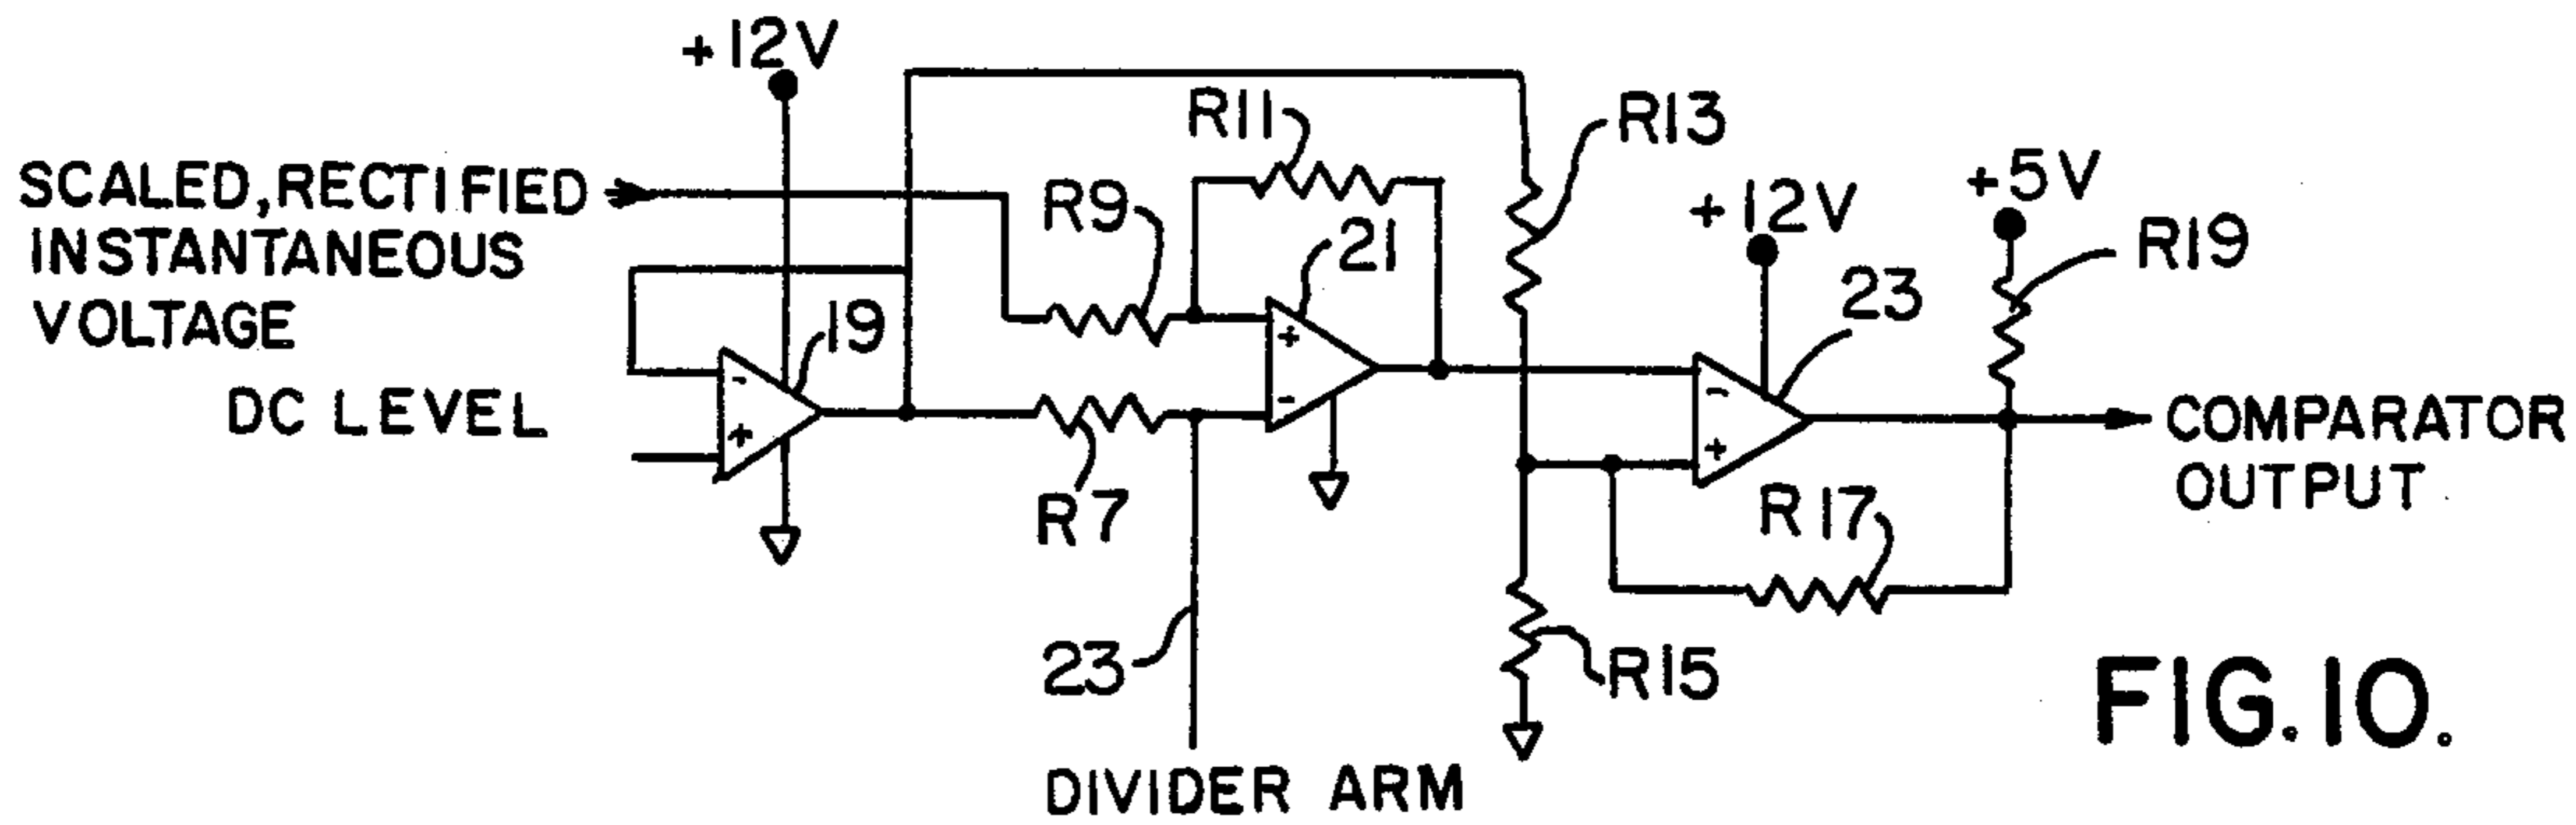 +12V
SCALED, RECTIFIED
INSTANTANEOUS
VOLTAGE
DC LEVEL
-
+
19
R9
R7
R11
21
+
-
23
DIVIDER ARM
R13
R15
+12V
23
-
+
R17
+5V
R19
COMPARATOR
OUTPUT
FIG. 10.